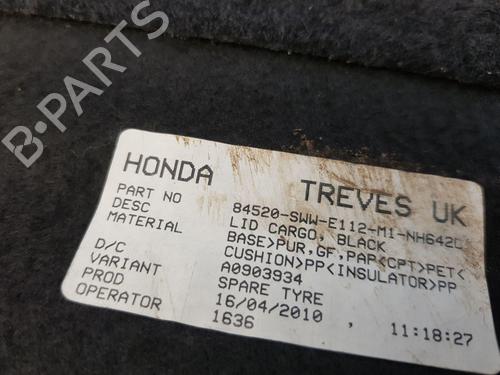 B-PARTS
HONDA TREVES UK
PART NO 84520-SWW-E112-M1-NH642L
DESC LID CARGO, BLACK
MATERIAL BASE>PUR,GF,PAP<CPT>PET<
CUSHION>PP<INSULATOR>PP
D/C A0903934
VARIANT SPARE TYRE
PROD 16/04/2010 , 11:18:27
OPERATOR 1636